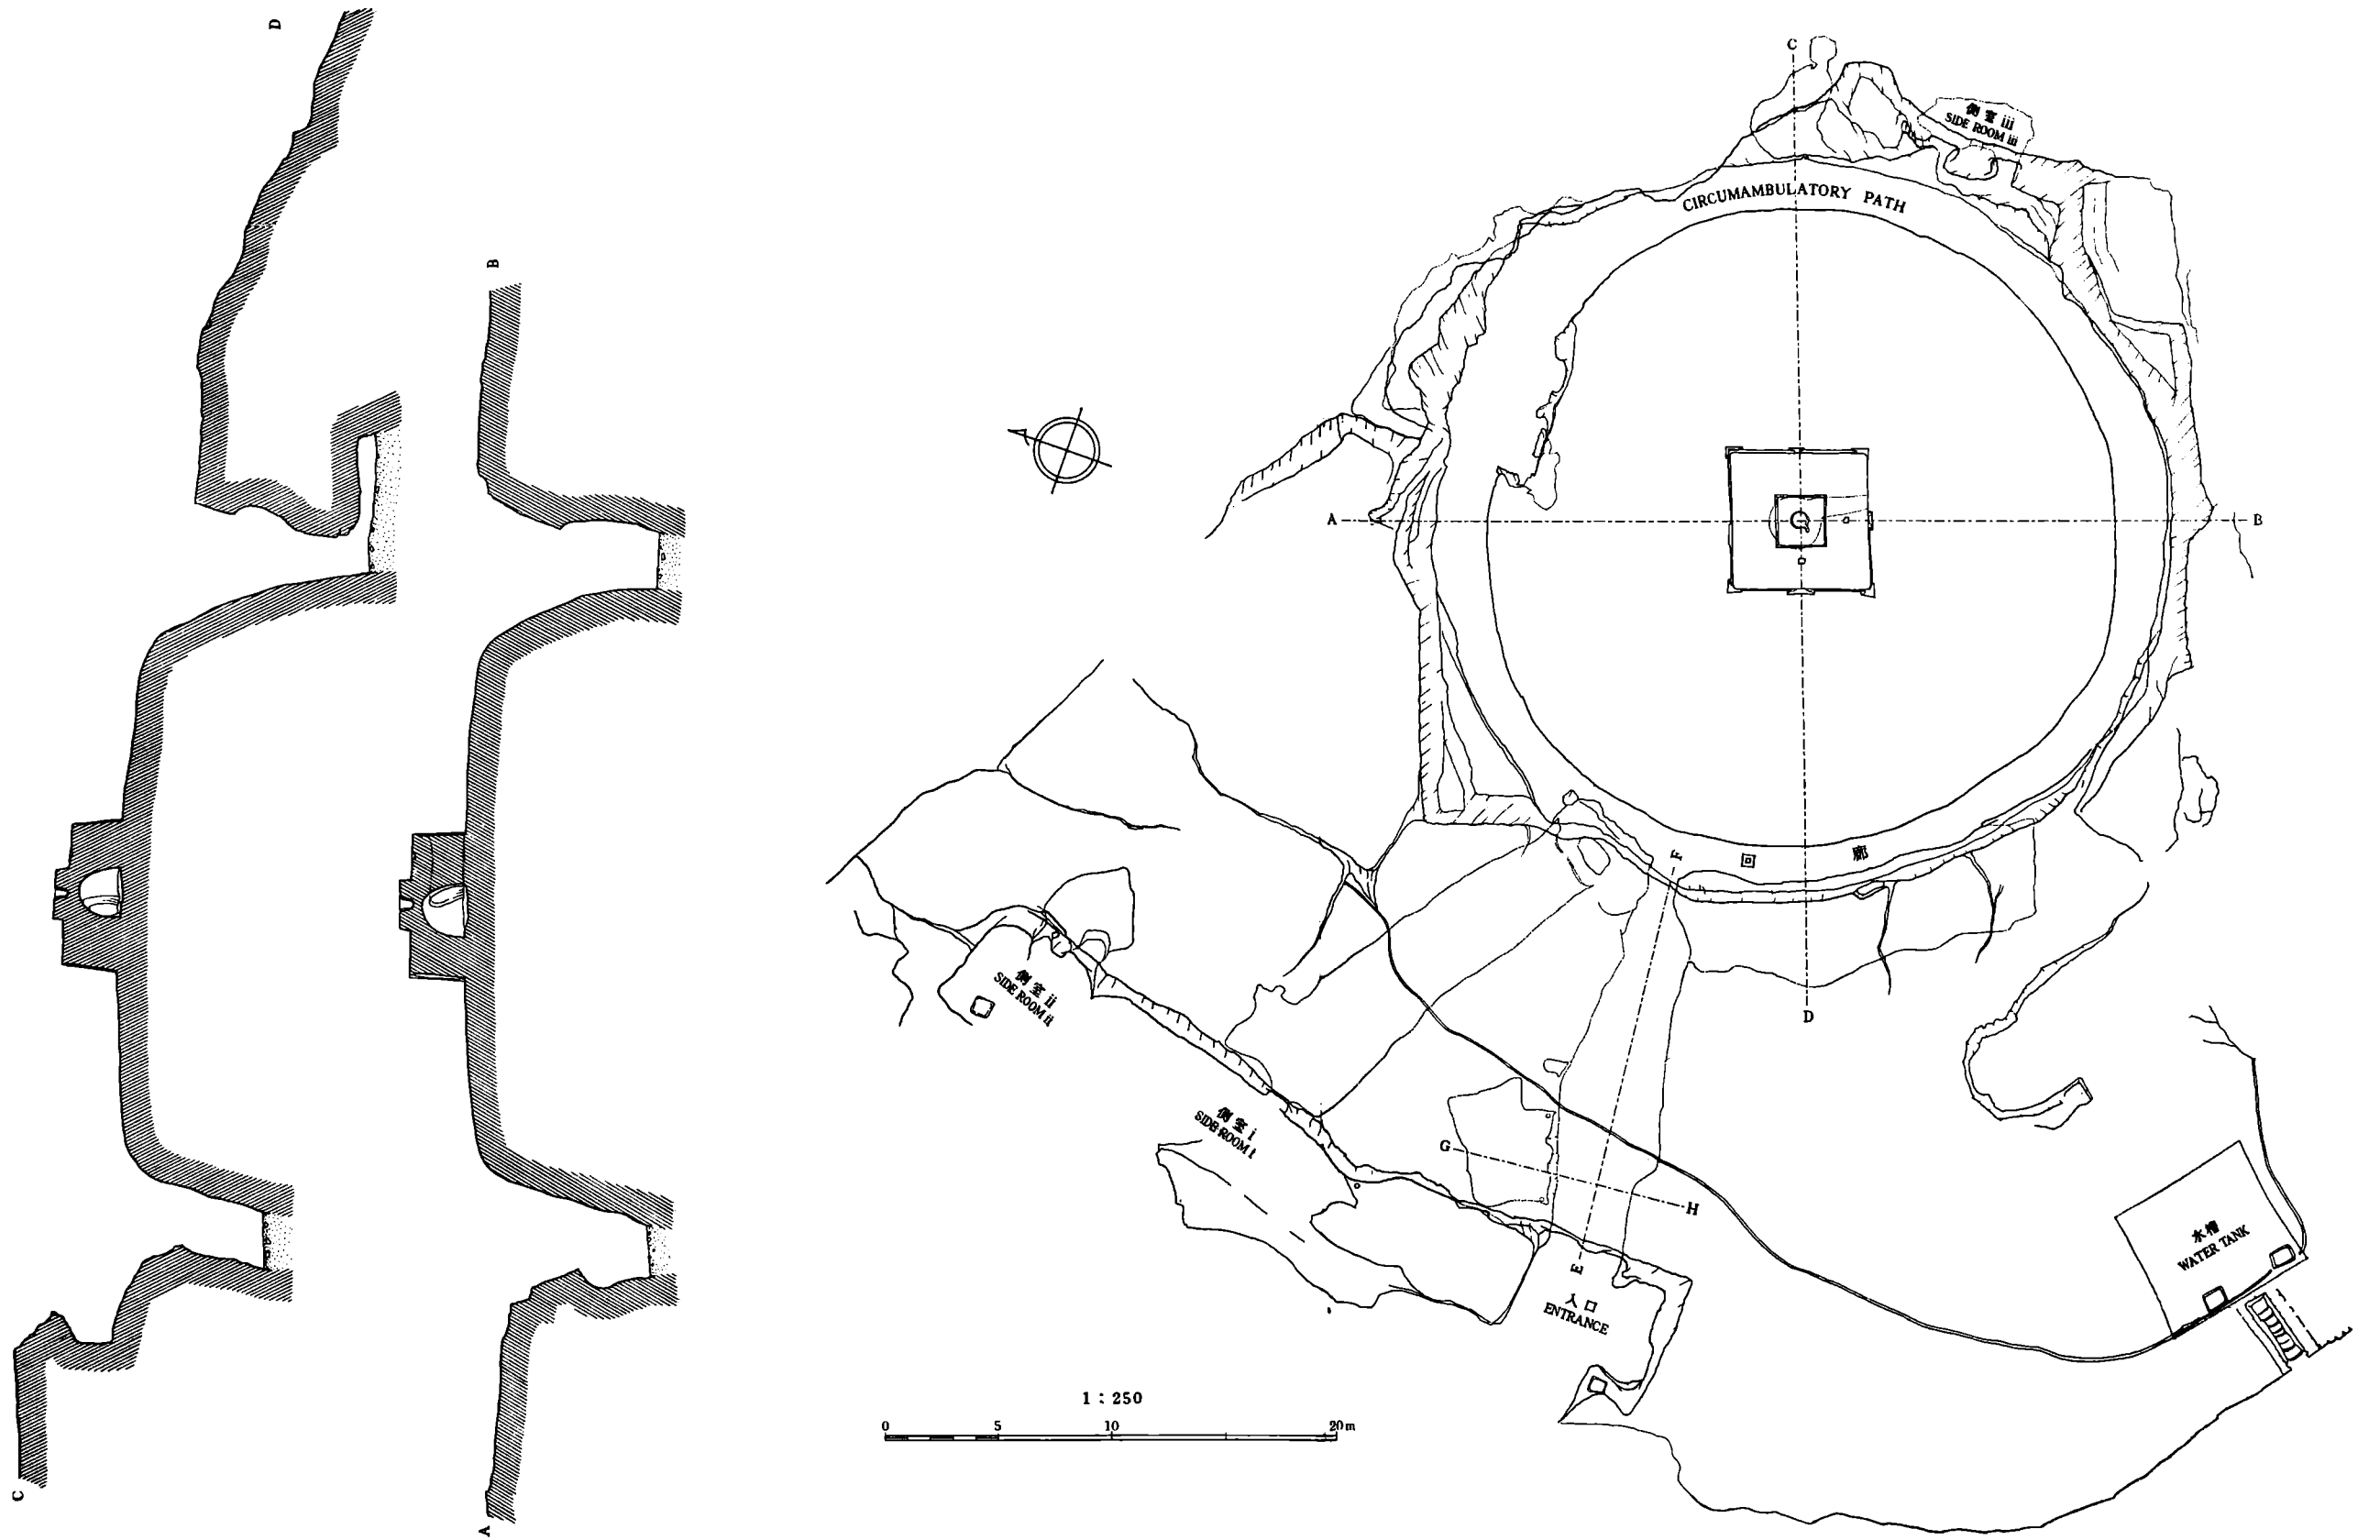 D
B
C
A
C
側室 iii
SIDE ROOM iii
CIRCUMAMBULATORY PATH
A
B
F
回廊
D
側室 ii
SIDE ROOM ii
側室 i
SIDE ROOM i
G
H
E
入口
ENTRANCE
水槽
WATER TANK
1 : 250
0 5 10 20m